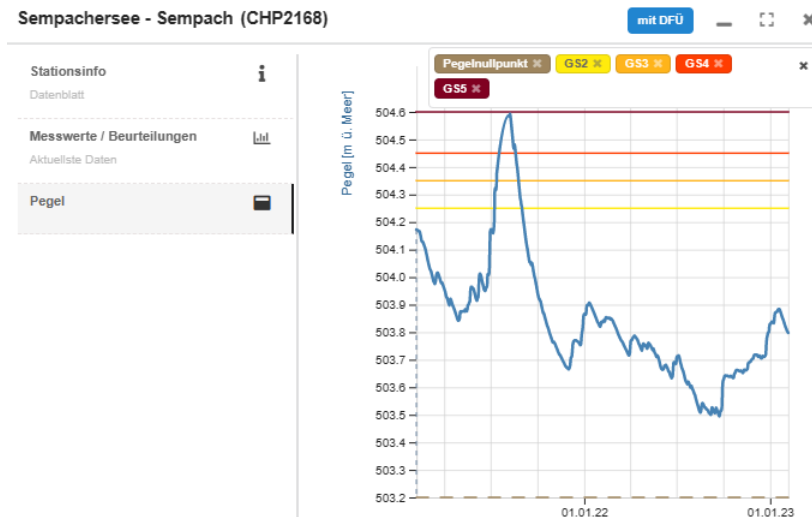 Sempachersee - Sempach (CHP2168)
mit DFÜ
Stationsinfo
Datenblatt
Messwerte / Beurteilungen
Aktuellste Daten
Pegel
Pegelnullpunkt × GS2 × GS3 × GS4 ×
GS5 ×
Pegel [m ü. Meer]
504.6
504.5
504.4
504.3
504.2
504.1
504.0
503.9
503.8
503.7
503.6
503.5
503.4
503.3
503.2
01.01.22
01.01.23